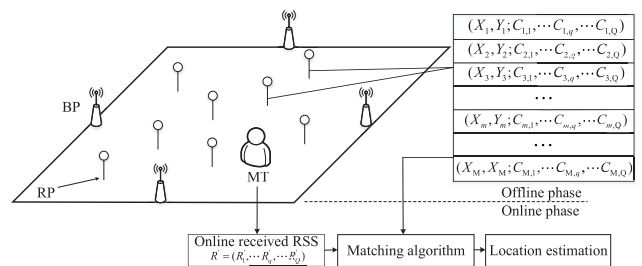 (X₁,Y₁;C₁,₁,⋯C₁,q,⋯C₁,Q)
(X₂,Y₂;C₂,₁,⋯C₂,q,⋯C₂,Q)
(X₃,Y₃;C₃,₁,⋯C₃,q,⋯C₃,Q)
⋯
(Xm,Ym;Cm,₁,⋯Cm,q,⋯Cm,Q)
⋯
(XM,XM;CM,₁,⋯CM,q,⋯CM,Q)
BP
RP
MT
Offline phase
Online phase
Online received RSS
R' = (R'₁,⋯R'q,⋯R'Q)
Matching algorithm
Location estimation